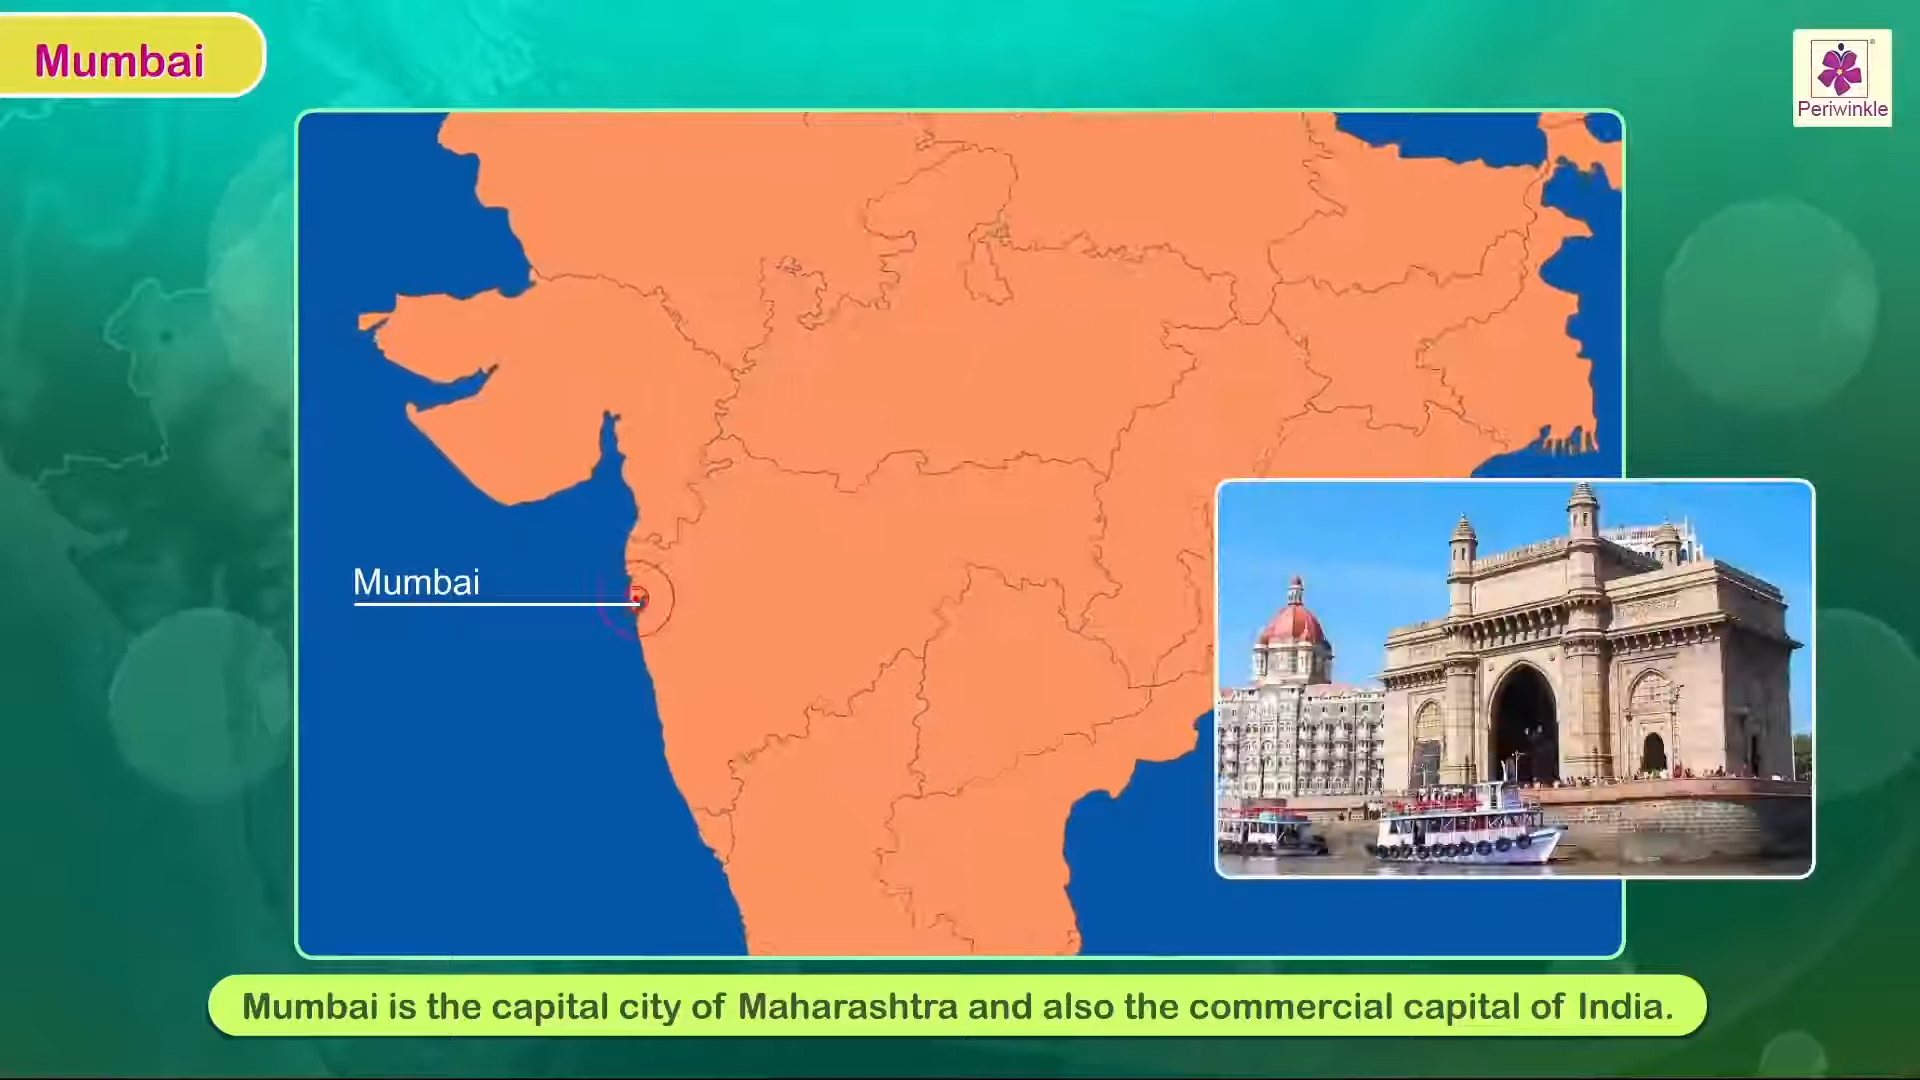 Mumbai
Periwinkle
Mumbai
Mumbai is the capital city of Maharashtra and also the commercial capital of India.